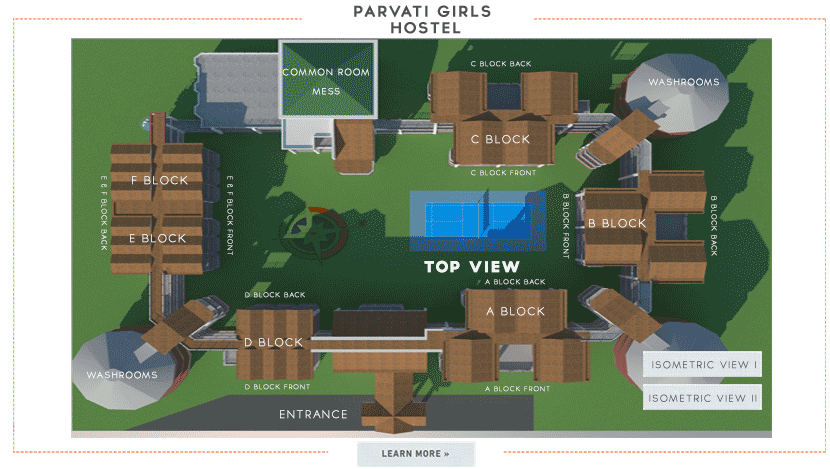 PARVATI GIRLS
HOSTEL
C BLOCK BACK
COMMON ROOM
MESS
WASHROOMS
C BLOCK
C BLOCK FRONT
F BLOCK
E & F BLOCK BACK
E & F BLOCK FRONT
E BLOCK
B BLOCK FRONT
B BLOCK
B BLOCK BACK
TOP VIEW
A BLOCK BACK
D BLOCK BACK
A BLOCK
D BLOCK
ISOMETRIC VIEW I
WASHROOMS
D BLOCK FRONT
A BLOCK FRONT
ISOMETRIC VIEW II
ENTRANCE
LEARN MORE »